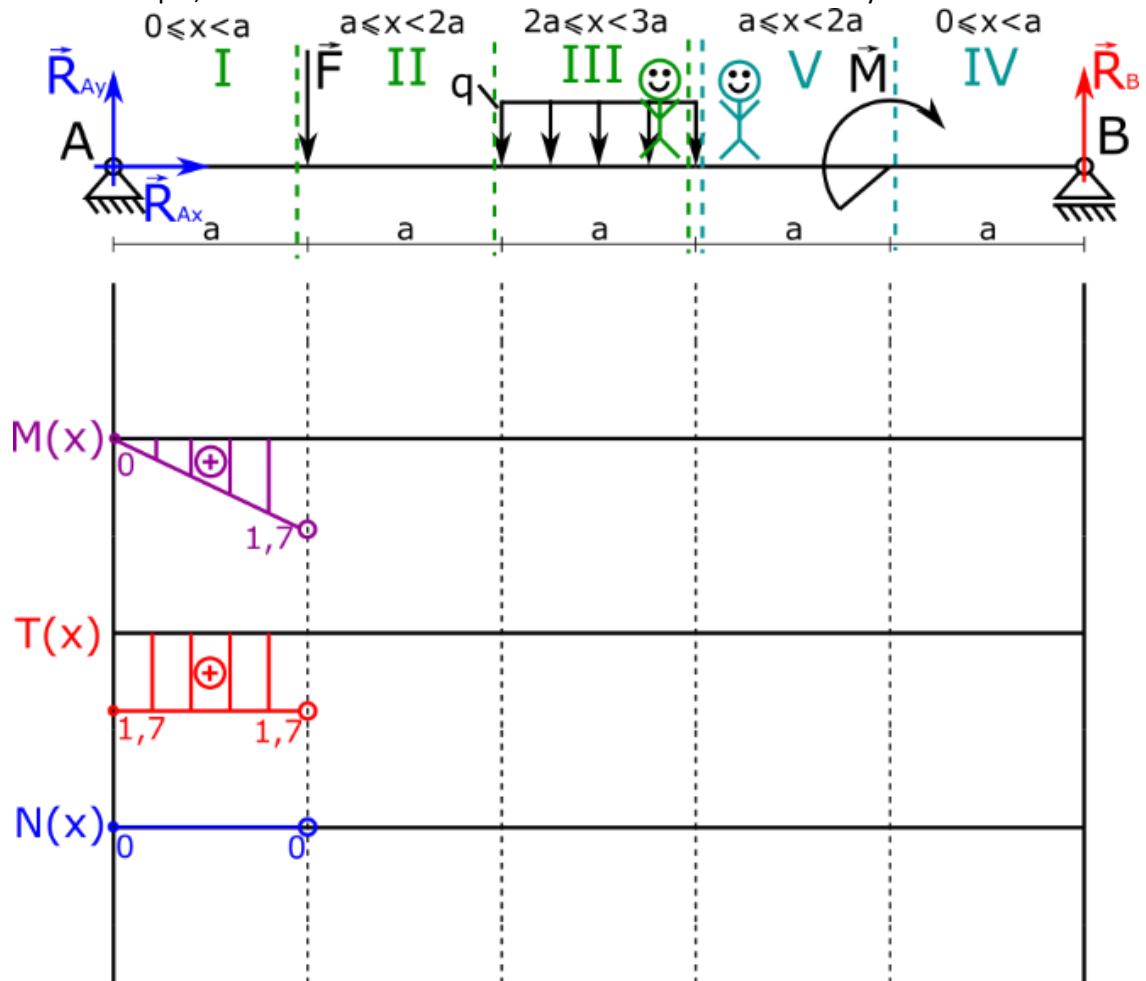 0⩽x<a a⩽x<2a 2a⩽x<3a a⩽x<2a 0⩽x<a
I II III V IV
R⃗Ay F⃗ q M⃗ R⃗B
A B
R⃗Ax
a a a a a
M(x)
0 +
1,7
T(x)
+
1,7 1,7
N(x)
0 0